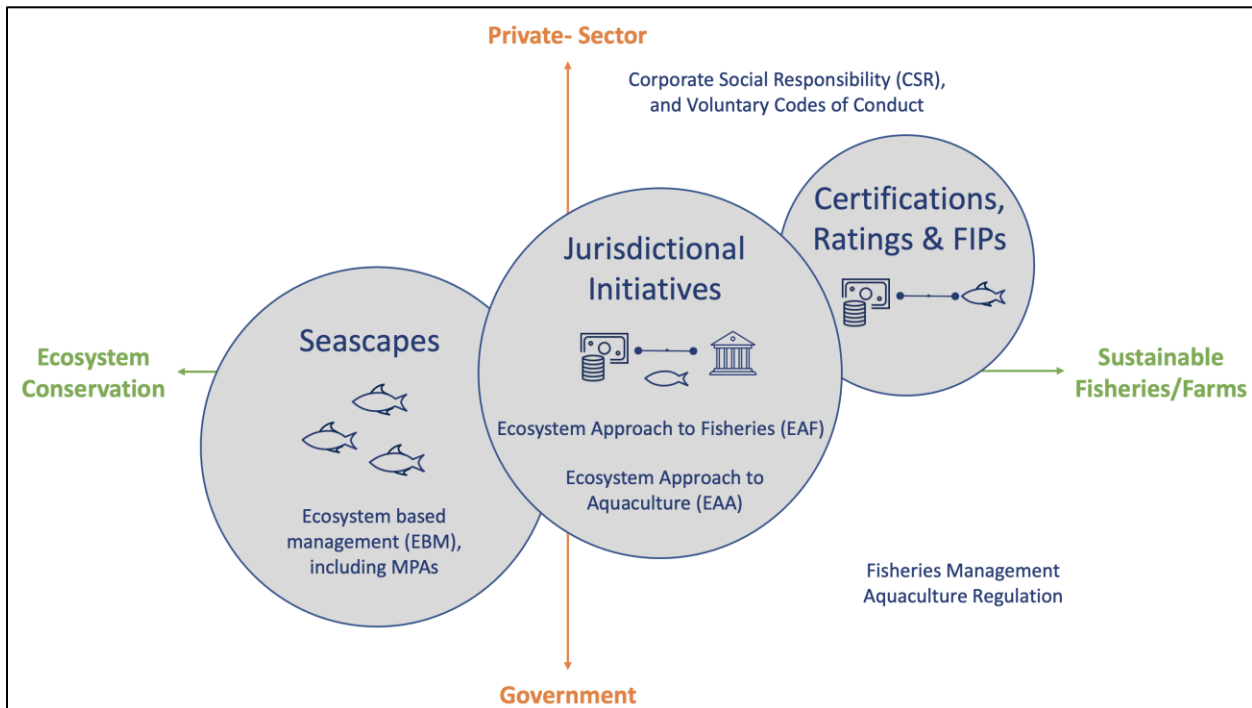 Private- Sector
Corporate Social Responsibility (CSR),
and Voluntary Codes of Conduct
Certifications,
Ratings & FIPs
Jurisdictional
Initiatives
Seascapes
Ecosystem
Conservation
Sustainable
Fisheries/Farms
Ecosystem Approach to Fisheries (EAF)
Ecosystem Approach to
Aquaculture (EAA)
Ecosystem based
management (EBM),
including MPAs
Fisheries Management
Aquaculture Regulation
Government